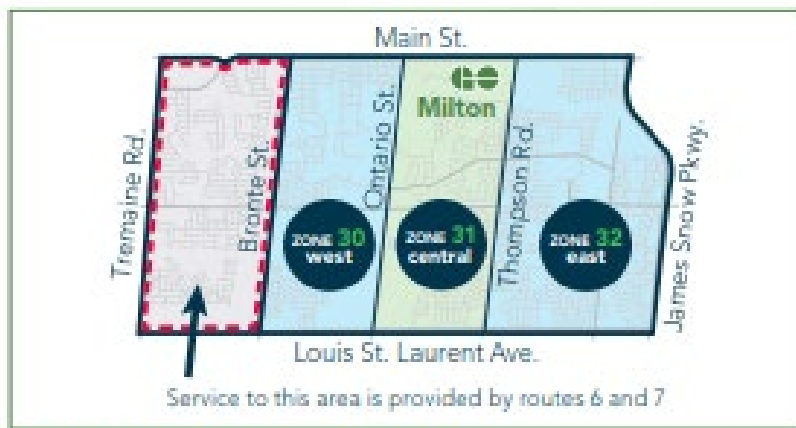 Main St.
GO
Milton
Tremaine Rd.
Bronte St.
Ontario St.
Thompson Rd.
James Snow Pkwy.
ZONE 30
west
ZONE 31
central
ZONE 32
east
Louis St. Laurent Ave.
Service to this area is provided by routes 6 and 7